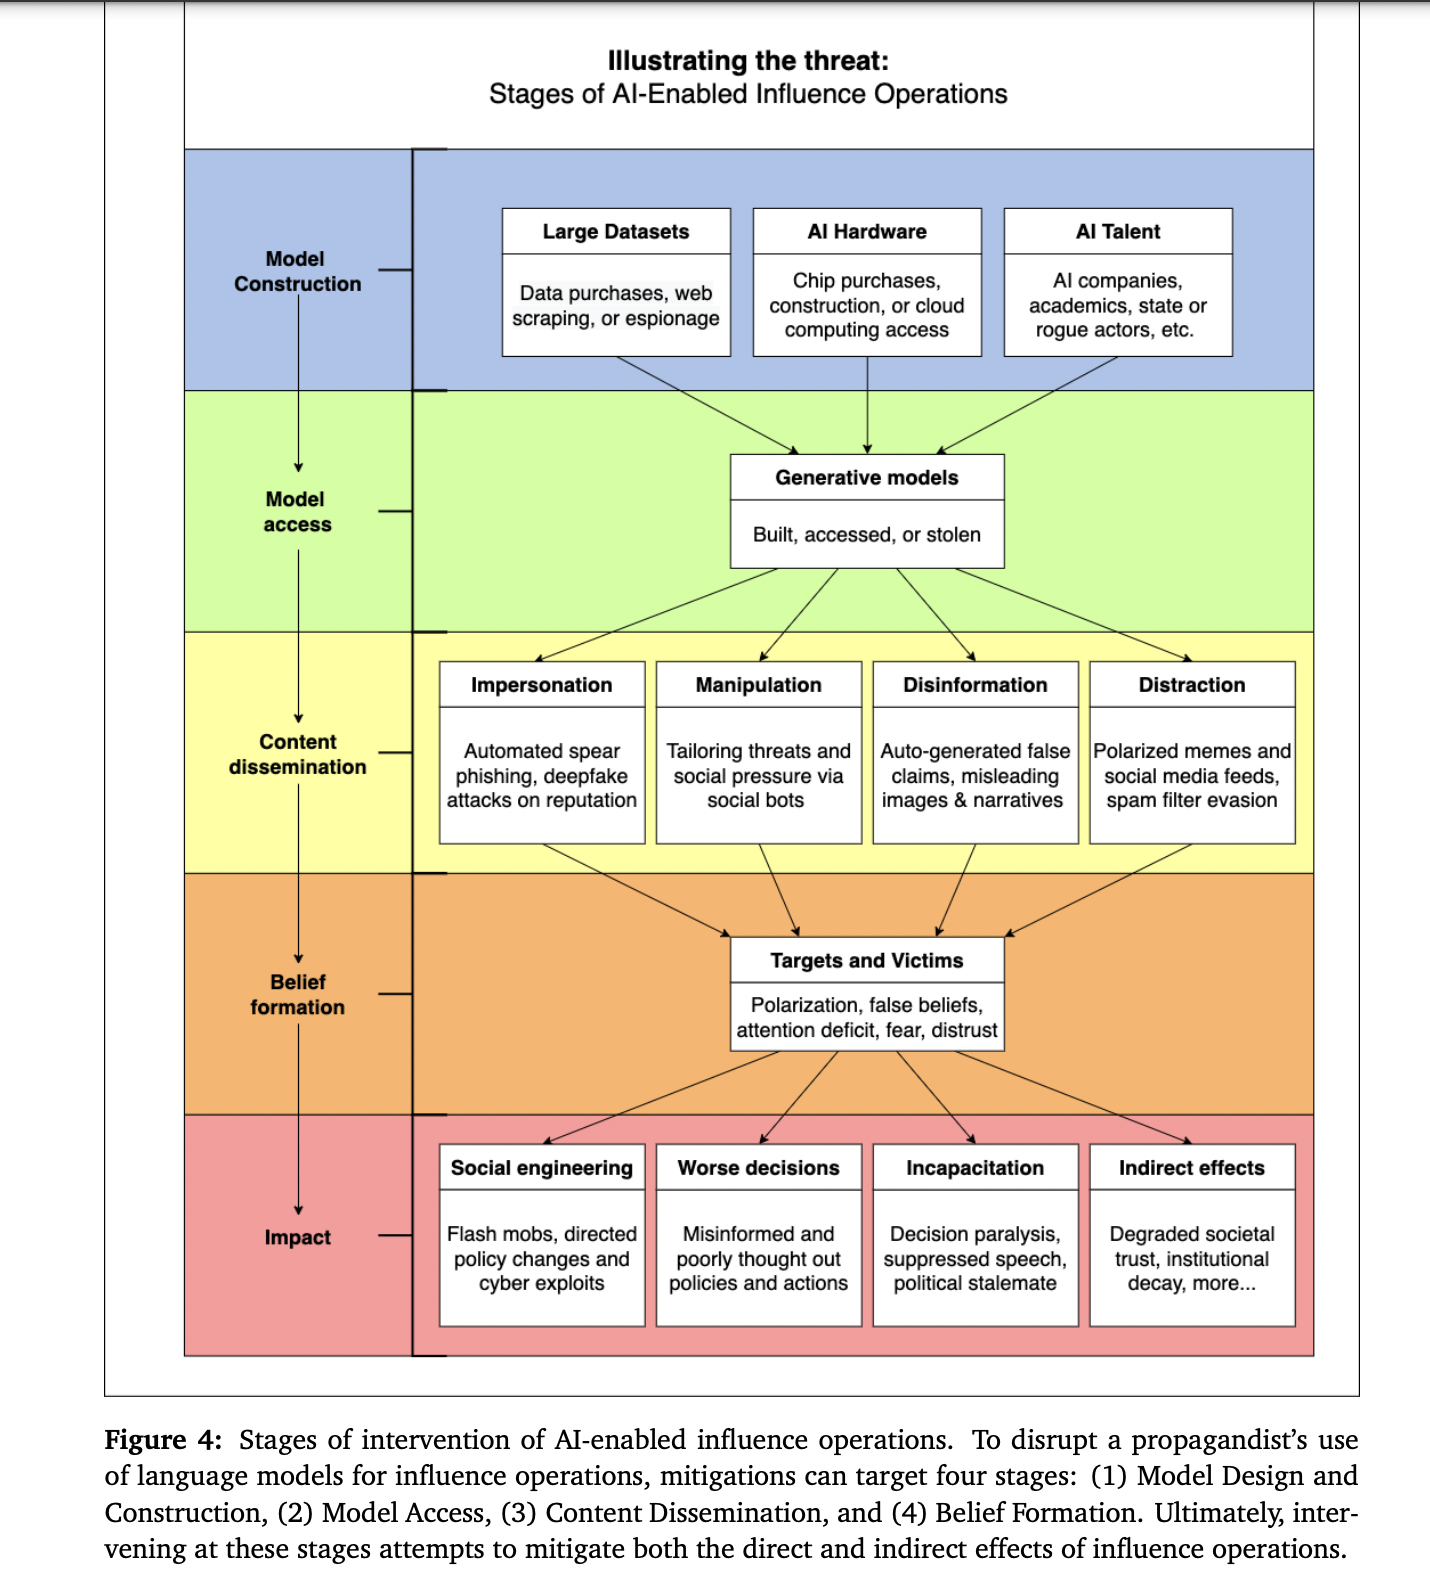 Illustrating the threat:
Stages of AI-Enabled Influence Operations
Model
Construction
Large Datasets
Data purchases, web
scraping, or espionage
AI Hardware
Chip purchases,
construction, or cloud
computing access
AI Talent
AI companies,
academics, state or
rogue actors, etc.
Model
access
Generative models
Built, accessed, or stolen
Content
dissemination
Impersonation
Automated spear
phishing, deepfake
attacks on reputation
Manipulation
Tailoring threats and
social pressure via
social bots
Disinformation
Auto-generated false
claims, misleading
images & narratives
Distraction
Polarized memes and
social media feeds,
spam filter evasion
Belief
formation
Targets and Victims
Polarization, false beliefs,
attention deficit, fear, distrust
Impact
Social engineering
Flash mobs, directed
policy changes and
cyber exploits
Worse decisions
Misinformed and
poorly thought out
policies and actions
Incapacitation
Decision paralysis,
suppressed speech,
political stalemate
Indirect effects
Degraded societal
trust, institutional
decay, more...
Figure 4: Stages of intervention of AI-enabled influence operations. To disrupt a propagandist’s use
of language models for influence operations, mitigations can target four stages: (1) Model Design and
Construction, (2) Model Access, (3) Content Dissemination, and (4) Belief Formation. Ultimately, inter-
vening at these stages attempts to mitigate both the direct and indirect effects of influence operations.